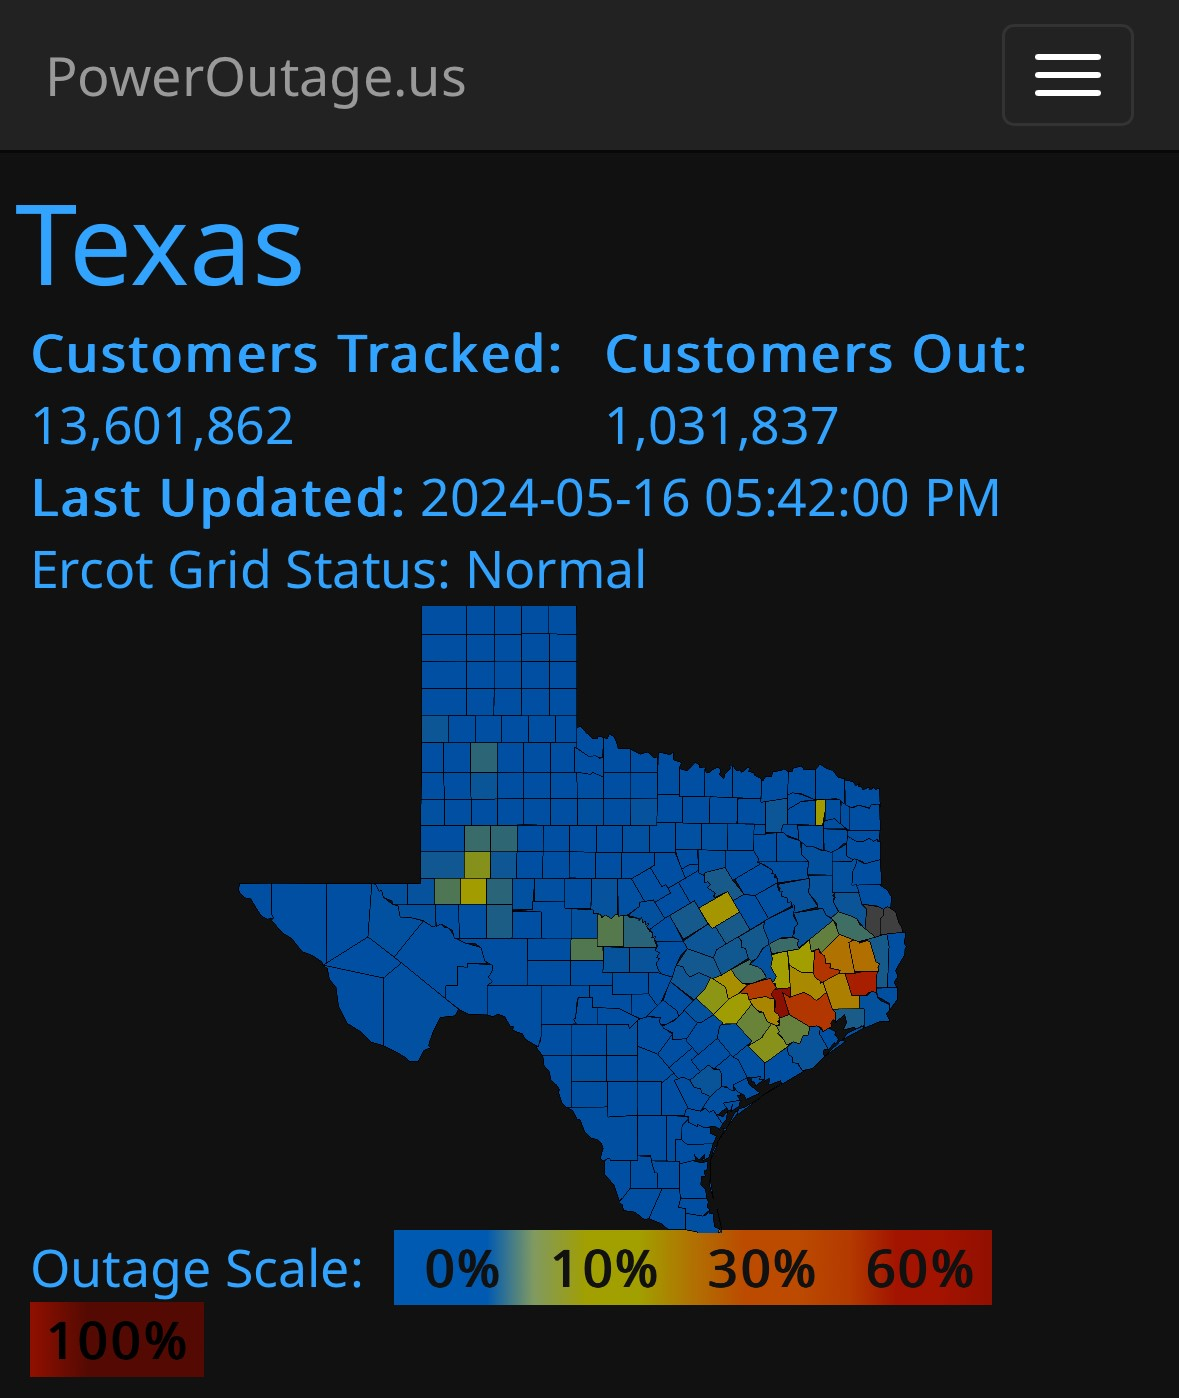 PowerOutage.us
Texas
Customers Tracked: Customers Out:
13,601,862 1,031,837
Last Updated: 2024-05-16 05:42:00 PM
Ercot Grid Status: Normal
Outage Scale: 0% 10% 30% 60%
100%